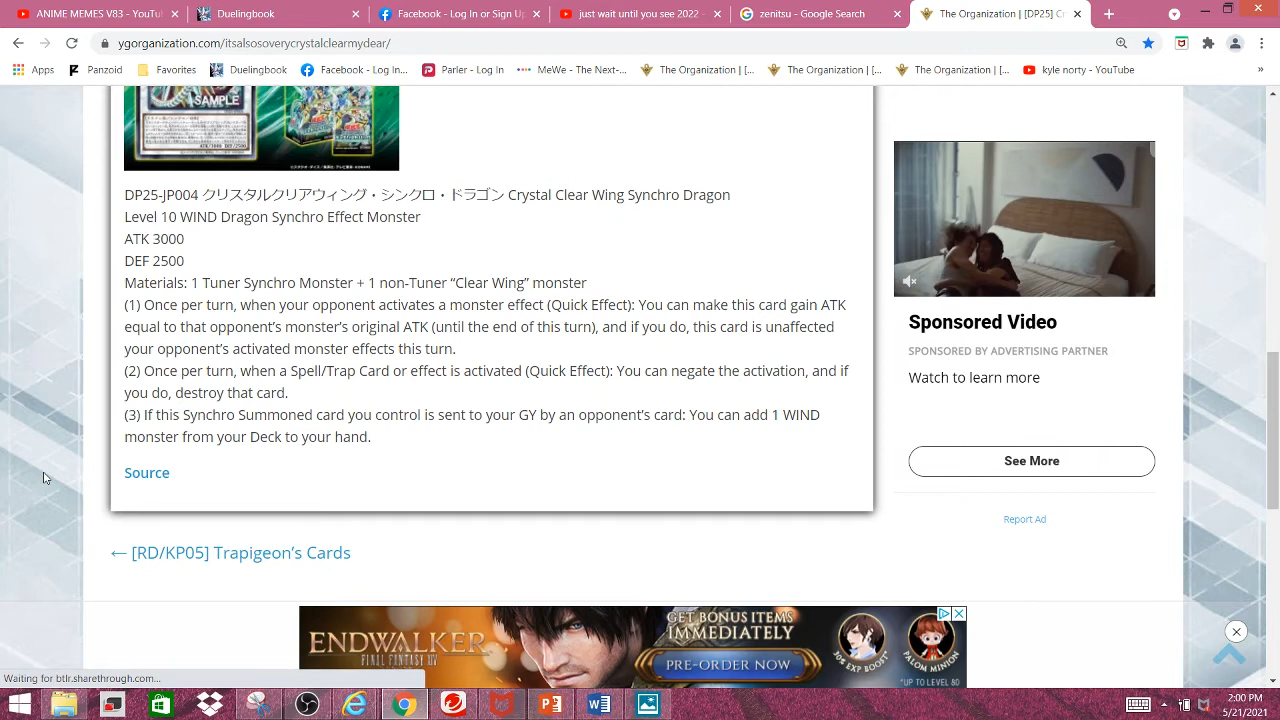 ANIME MEMES V83 - YouTu
Duelingbook
Facebook - Log In or Sign Up
just wait until you see 2022 -
zenitsu - Google Search
The Organization | [DP25] Cr
ygorganization.com/itsalsosoverycrystalclearmydear/
Apps
Panzoid
Favorites
Duelingbook
Facebook - Log In...
Parler - Log In
MeWe - The Next-...
The Organization | [...
The Organization | [...
The Organization | [...
kyle norty - YouTube
»
SAMPLE
DP25-JP004 クリスタルクリアウィング・シンクロ・ドラゴン Crystal Clear Wing Synchro Dragon
Level 10 WIND Dragon Synchro Effect Monster
ATK 3000
DEF 2500
Materials: 1 Tuner Synchro Monster + 1 non-Tuner “Clear Wing” monster
(1) Once per turn, when your opponent activates a monster effect (Quick Effect): You can make this card gain ATK
equal to that opponent’s monster’s original ATK (until the end of this turn), and if you do, this card is unaffected
your opponent’s activated monster effects this turn.
(2) Once per turn, when a Spell/Trap Card or effect is activated (Quick Effect): You can negate the activation, and if
you do, destroy that card.
(3) If this Synchro Summoned card you control is sent to your GY by an opponent’s card: You can add 1 WIND
monster from your Deck to your hand.
Source
← [RD/KP05] Trapigeon’s Cards
Sponsored Video
SPONSORED BY ADVERTISING PARTNER
Watch to learn more
See More
Report Ad
ENDWALKER
FINAL FANTASY XIV
GET BONUS ITEMS
IMMEDIATELY
PRE-ORDER NOW
30% EXP BOOST*
PALOM MINION
*UP TO LEVEL 80
Waiting for btlr.sharethrough.com...
2:00 PM
5/21/2021